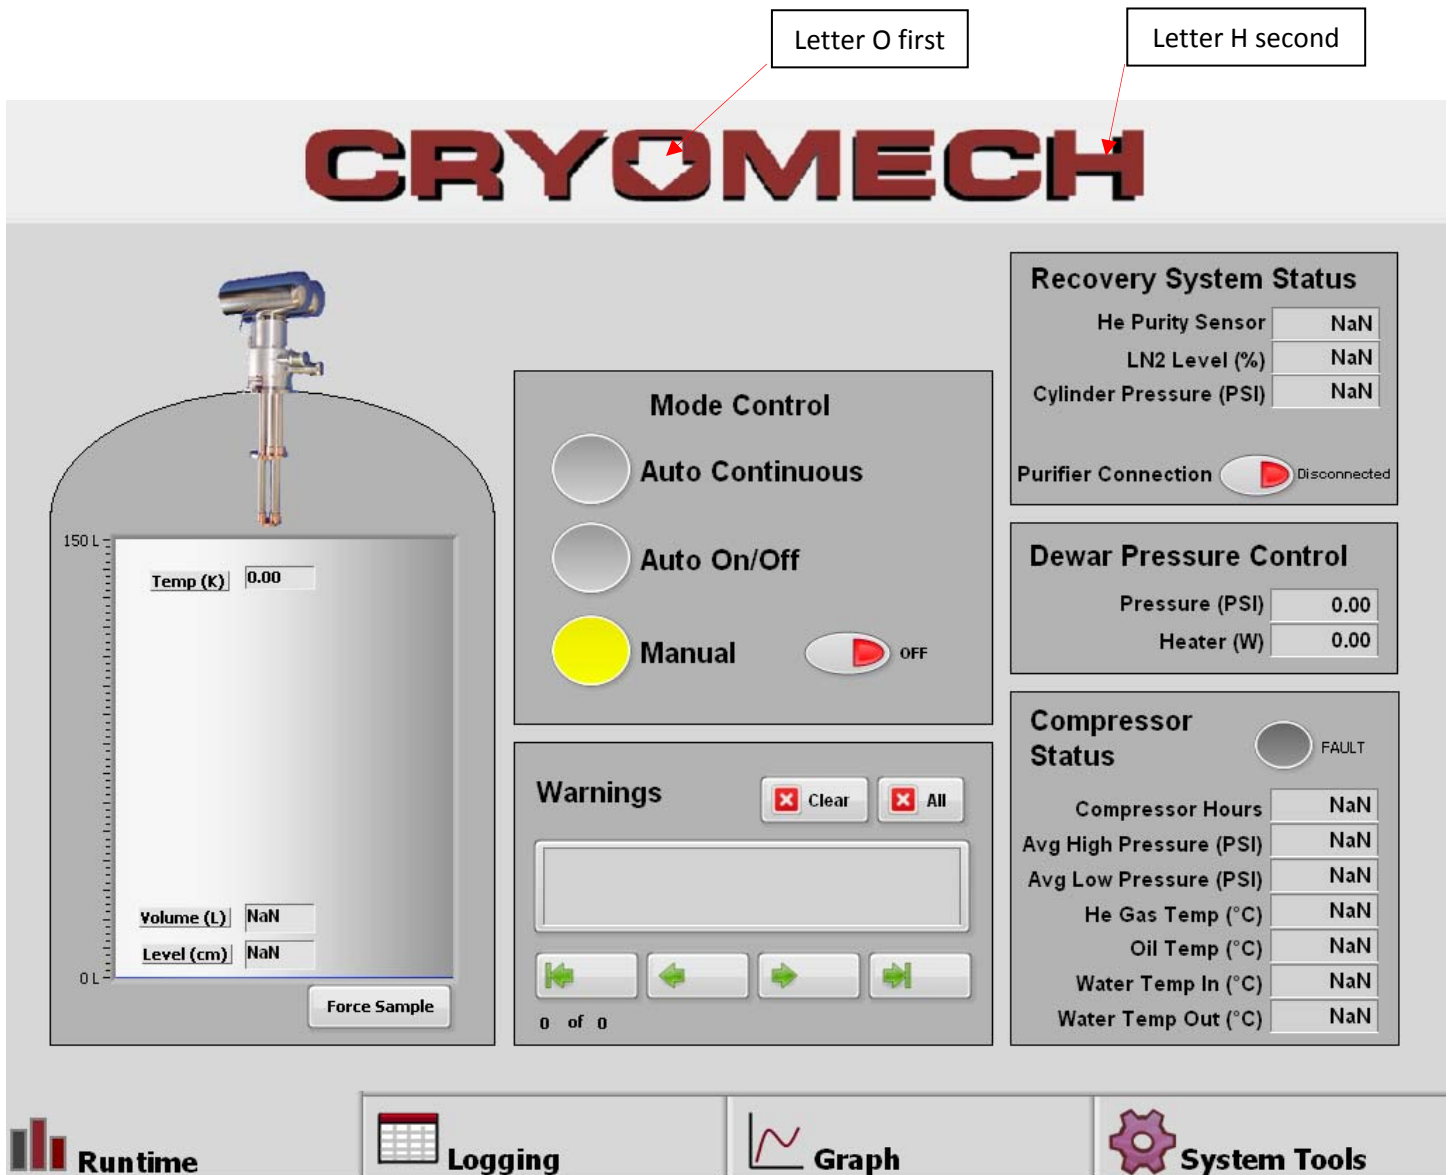 Letter O first
Letter H second
CRYOMECH
Recovery System Status
He Purity Sensor NaN
LN2 Level (%) NaN
Cylinder Pressure (PSI) NaN
Purifier Connection Disconnected
Mode Control
Auto Continuous
Auto On/Off
Manual OFF
150 L
Temp (K) 0.00
Volume (L) NaN
Level (cm) NaN
0 L
Force Sample
Dewar Pressure Control
Pressure (PSI) 0.00
Heater (W) 0.00
Warnings Clear All
0 of 0
Compressor
Status FAULT
Compressor Hours NaN
Avg High Pressure (PSI) NaN
Avg Low Pressure (PSI) NaN
He Gas Temp (°C) NaN
Oil Temp (°C) NaN
Water Temp In (°C) NaN
Water Temp Out (°C) NaN
Runtime Logging Graph System Tools